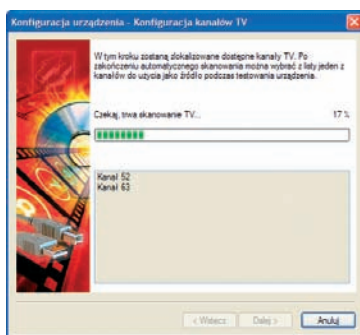 Konfiguracja urządzenia - Konfiguracja kanałów TV
W tym kroku zostaną zlokalizowane dostępne kanały TV. Po
zakończeniu automatycznego skanowania można wybrać z listy jeden z
kanałów do użycia jako źródło podczas testowania urządzenia.
Czekaj, trwa skanowanie TV... 17 %
Kanał 52
Kanał 63
< Wstecz Dalej > Anuluj